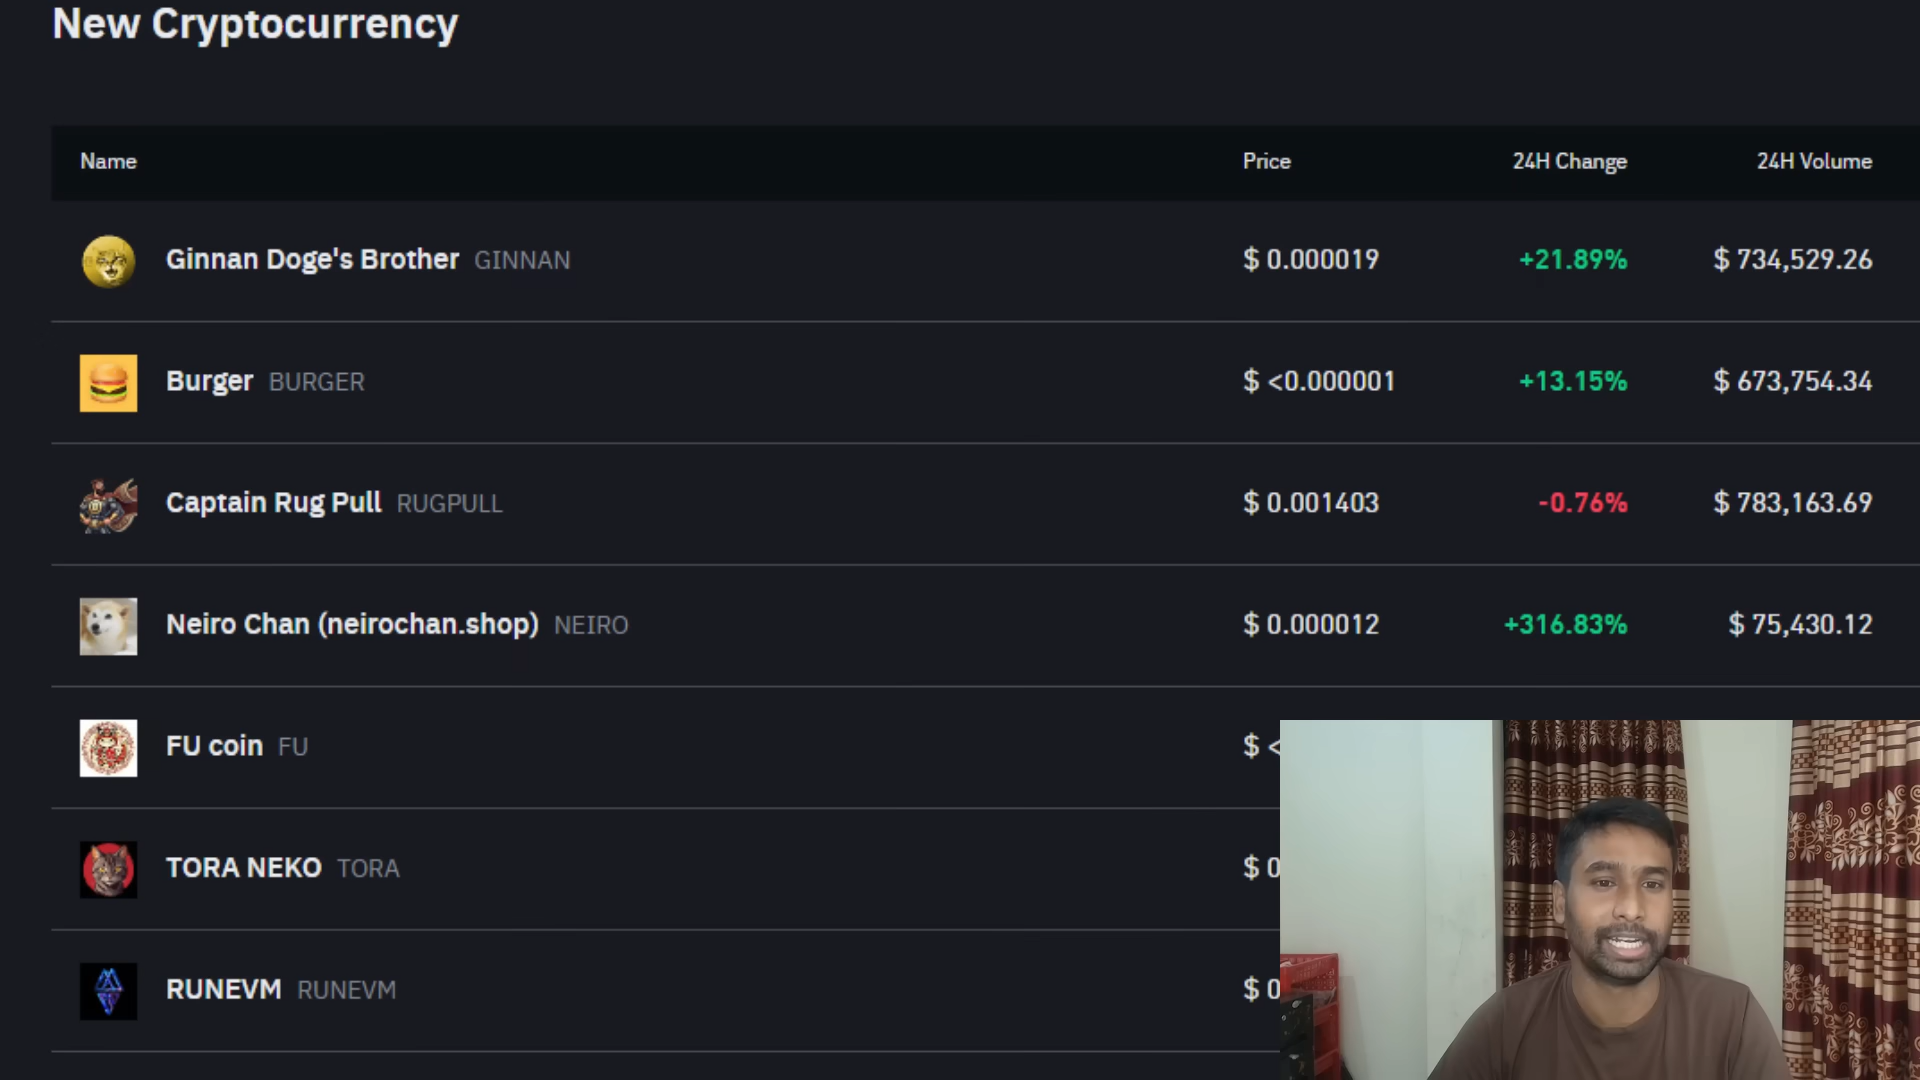 New Cryptocurrency
Name Price 24H Change 24H Volume
Ginnan Doge's Brother GINNAN $ 0.000019 +21.89% $ 734,529.26
Burger BURGER $ <0.000001 +13.15% $ 673,754.34
Captain Rug Pull RUGPULL $ 0.001403 -0.76% $ 783,163.69
Neiro Chan (neirochan.shop) NEIRO $ 0.000012 +316.83% $ 75,430.12
FU coin FU $ <
TORA NEKO TORA $ 0
RUNEVM RUNEVM $ 0